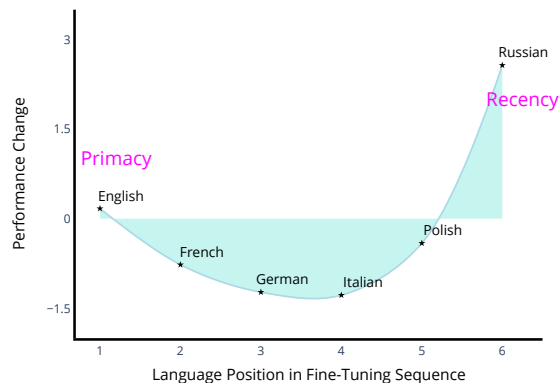 3
Russian
Recency
1.5
Primacy
English
0
Polish
French
German
Italian
−1.5
1 2 3 4 5 6
Performance Change
Language Position in Fine-Tuning Sequence